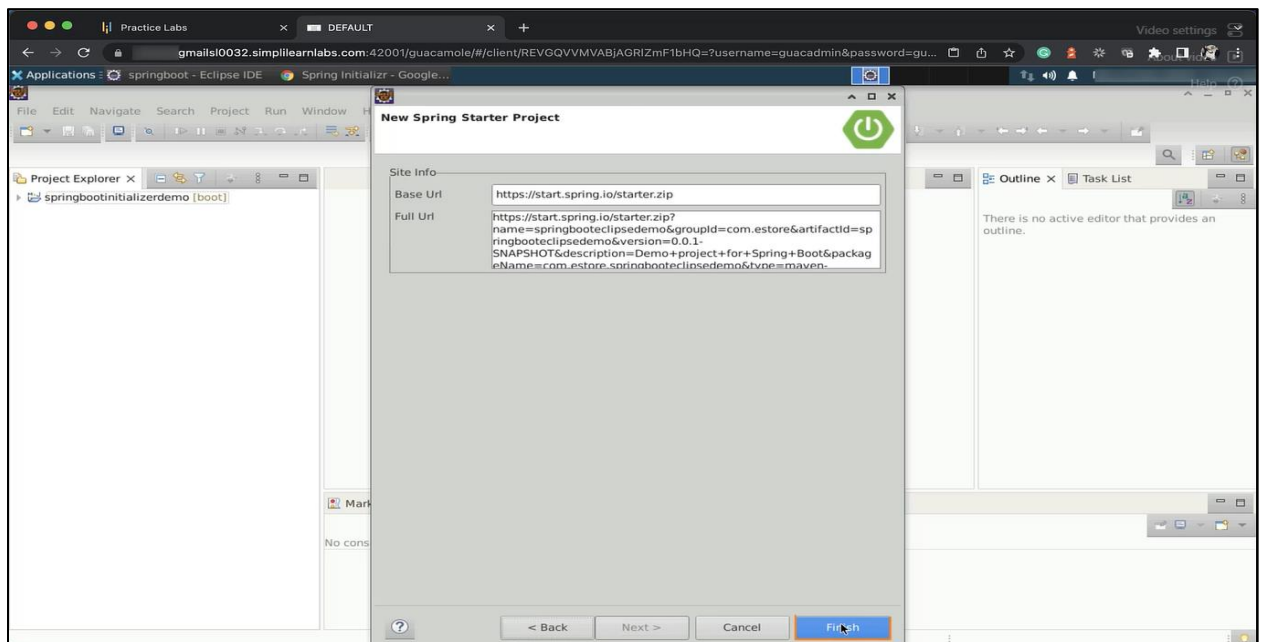 Practice Labs
DEFAULT
Video settings
gmailsl0032.simplilearnlabs.com:42001/guacamole/#/client/REVGQVVMVABjAGRIZmF1bHQ=?username=guacadmin&password=gu...
Applications
springboot - Eclipse IDE
Spring Initializr - Google...
Help
File Edit Navigate Search Project Run Window H
New Spring Starter Project
Project Explorer
springbootinitializerdemo [boot]
Site Info
Base Url
https://start.spring.io/starter.zip
Full Url
https://start.spring.io/starter.zip?
name=springbooteclipsedemo&groupId=com.estore&artifactId=sp
ringbooteclipsedemo&version=0.0.1-
SNAPSHOT&description=Demo+project+for+Spring+Boot&packag
eName=com.estore.springbooteclipsedemo&type=maven-
Outline
Task List
There is no active editor that provides an
outline.
Mark
No cons
?
< Back
Next >
Cancel
Finish